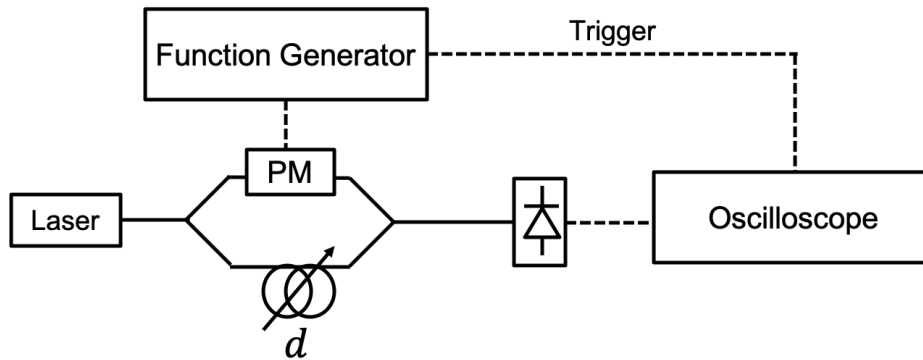 Function Generator
Trigger
PM
Laser
Oscilloscope
d